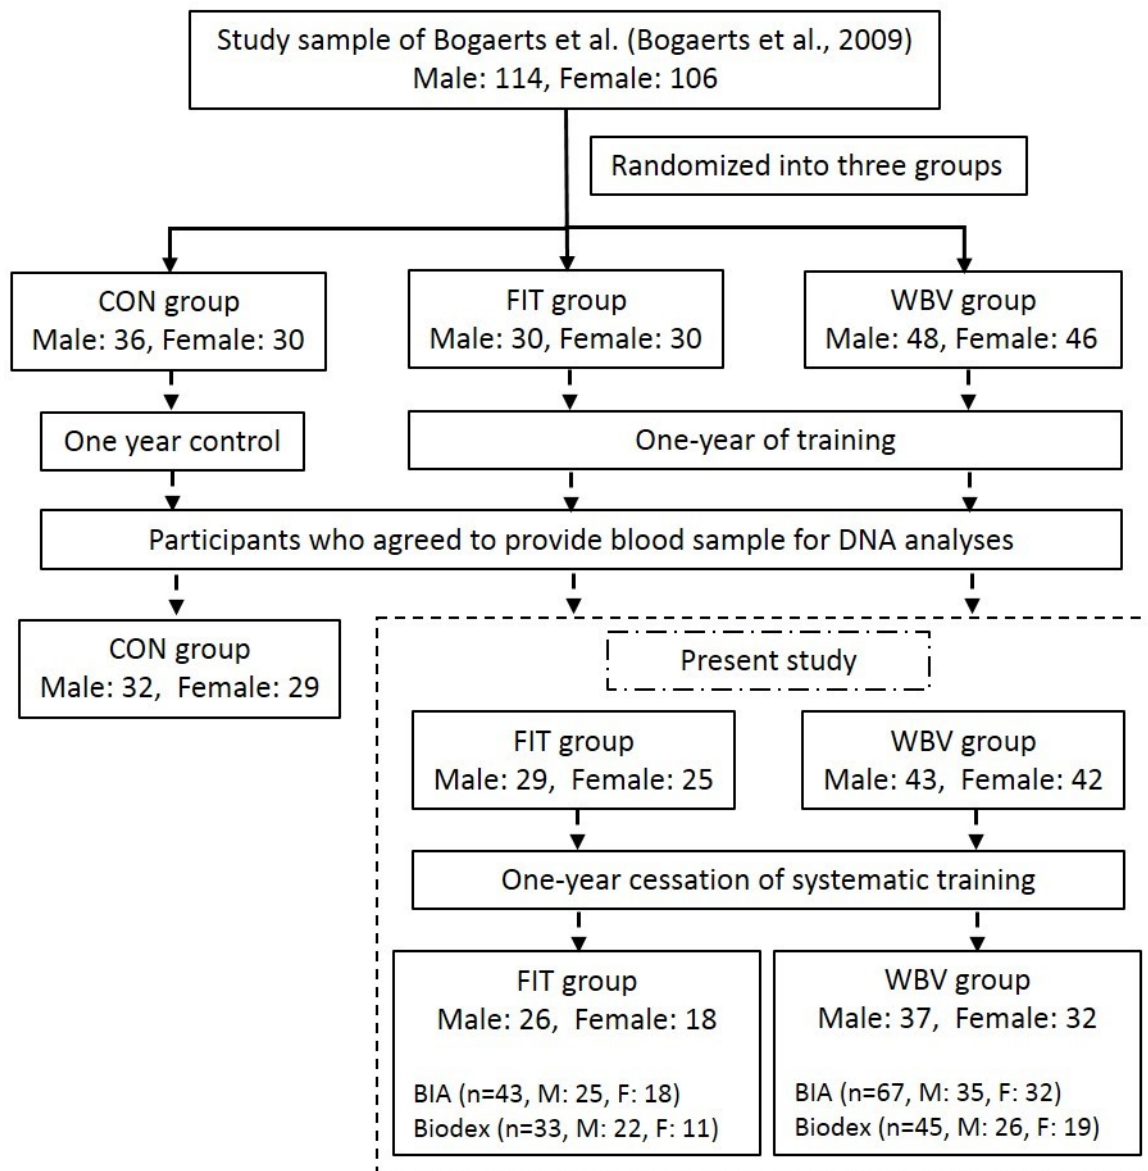 Study sample of Bogaerts et al. (Bogaerts et al., 2009)
Male: 114, Female: 106
Randomized into three groups
CON group
Male: 36, Female: 30
FIT group
Male: 30, Female: 30
WBV group
Male: 48, Female: 46
One year control
One-year of training
Participants who agreed to provide blood sample for DNA analyses
CON group
Male: 32, Female: 29
Present study
FIT group
Male: 29, Female: 25
WBV group
Male: 43, Female: 42
One-year cessation of systematic training
FIT group
Male: 26, Female: 18
BIA (n=43, M: 25, F: 18)
Biodex (n=33, M: 22, F: 11)
WBV group
Male: 37, Female: 32
BIA (n=67, M: 35, F: 32)
Biodex (n=45, M: 26, F: 19)